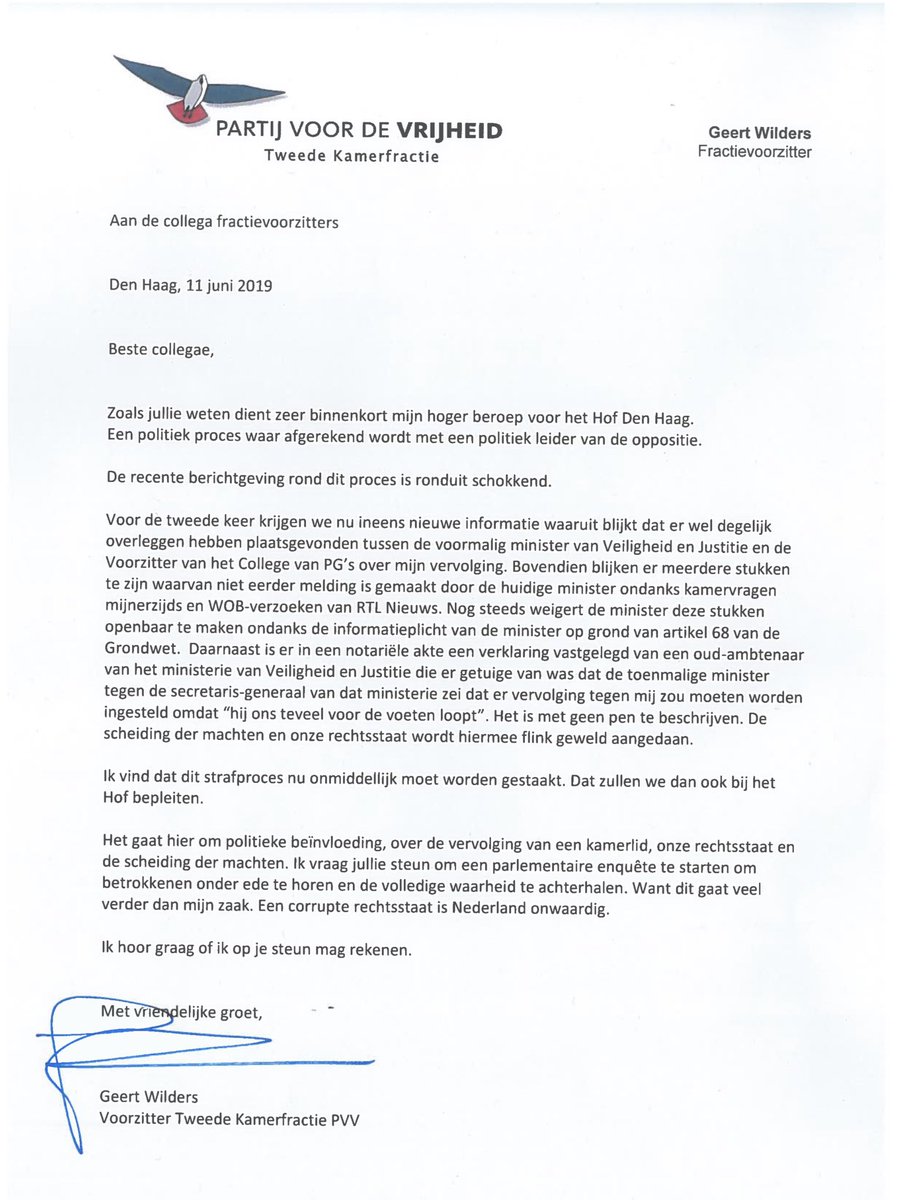 PARTIJ VOOR DE VRIJHEID
Tweede Kamerfractie
Geert Wilders
Fractievoorzitter
Aan de collega fractievoorzitters
Den Haag, 11 juni 2019
Beste collegae,
Zoals jullie weten dient zeer binnenkort mijn hoger beroep voor het Hof Den Haag.
Een politiek proces waar afgerekend wordt met een politiek leider van de oppositie.
De recente berichtgeving rond dit proces is ronduit schokkend.
Voor de tweede keer krijgen we nu ineens nieuwe informatie waaruit blijkt dat er wel degelijk
overleggen hebben plaatsgevonden tussen de voormalig minister van Veiligheid en Justitie en de
Voorzitter van het College van PG's over mijn vervolging. Bovendien blijken er meerdere stukken
te zijn waarvan niet eerder melding is gemaakt door de huidige minister ondanks kamervragen
mijnerzijds en WOB-verzoeken van RTL Nieuws. Nog steeds weigert de minister deze stukken
openbaar te maken ondanks de informatieplicht van de minister op grond van artikel 68 van de
Grondwet. Daarnaast is er in een notariële akte een verklaring vastgelegd van een oud-ambtenaar
van het ministerie van Veiligheid en Justitie die er getuige van was dat de toenmalige minister
tegen de secretaris-generaal van dat ministerie zei dat er vervolging tegen mij zou moeten worden
ingesteld omdat "hij ons teveel voor de voeten loopt". Het is met geen pen te beschrijven. De
scheiding der machten en onze rechtsstaat wordt hiermee flink geweld aangedaan.
Ik vind dat dit strafproces nu onmiddellijk moet worden gestaakt. Dat zullen we dan ook bij het
Hof bepleiten.
Het gaat hier om politieke beïnvloeding, over de vervolging van een kamerlid, onze rechtsstaat en
de scheiding der machten. Ik vraag jullie steun om een parlementaire enquête te starten om
betrokkenen onder ede te horen en de volledige waarheid te achterhalen. Want dit gaat veel
verder dan mijn zaak. Een corrupte rechtsstaat is Nederland onwaardig.
Ik hoor graag of ik op je steun mag rekenen.
Met vriendelijke groet,
Geert Wilders
Voorzitter Tweede Kamerfractie PVV